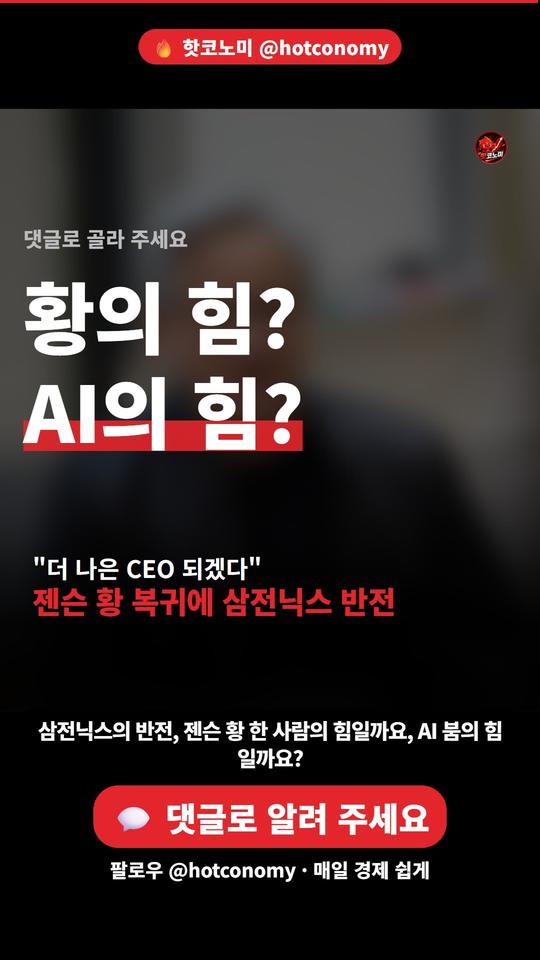 핫코노미 @hotconomy
코노미
댓글로 골라 주세요
황의 힘?
AI의 힘?
"더 나은 CEO 되겠다"
젠슨 황 복귀에 삼전닉스 반전
삼전닉스의 반전, 젠슨 황 한 사람의 힘일까요, AI 붐의 힘
일까요?
댓글로 알려 주세요
팔로우 @hotconomy · 매일 경제 쉽게